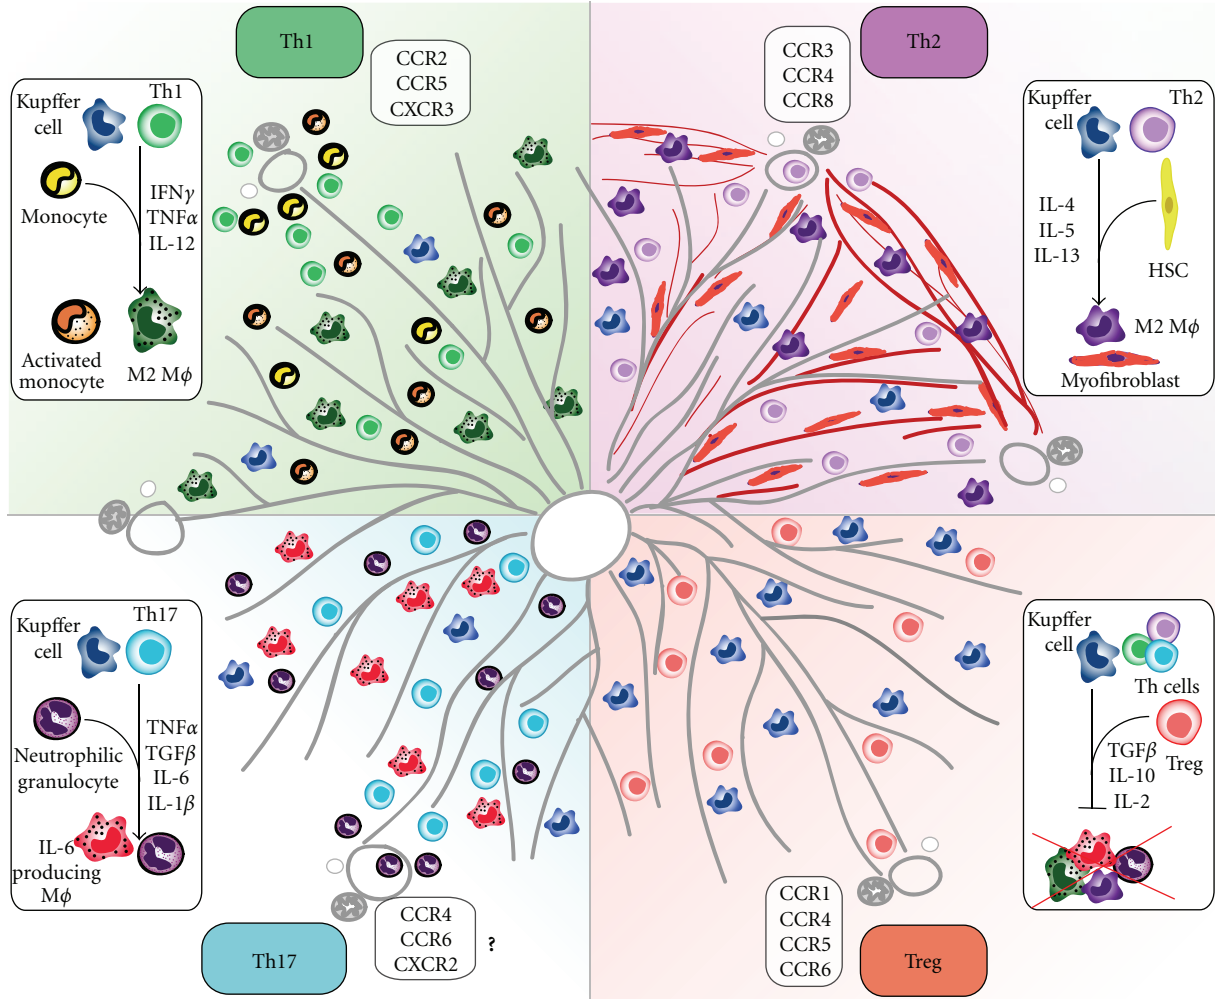 Th1
CCR2
CCR5
CXCR3
Kupffer
cell
Th1
Monocyte
IFNγ
TNFα
IL-12
Activated
monocyte
M2 Mϕ
Th2
CCR3
CCR4
CCR8
Kupffer
cell
Th2
IL-4
IL-5
IL-13
HSC
M2 Mϕ
Myofibroblast
Kupffer
cell
Th17
Neutrophilic
granulocyte
TNFα
TGFβ
IL-6
IL-1β
IL-6
producing
Mϕ
Th17
CCR4
CCR6
CXCR2
?
Kupffer
cell
Th cells
Treg
TGFβ
IL-10
IL-2
CCR1
CCR4
CCR5
CCR6
Treg